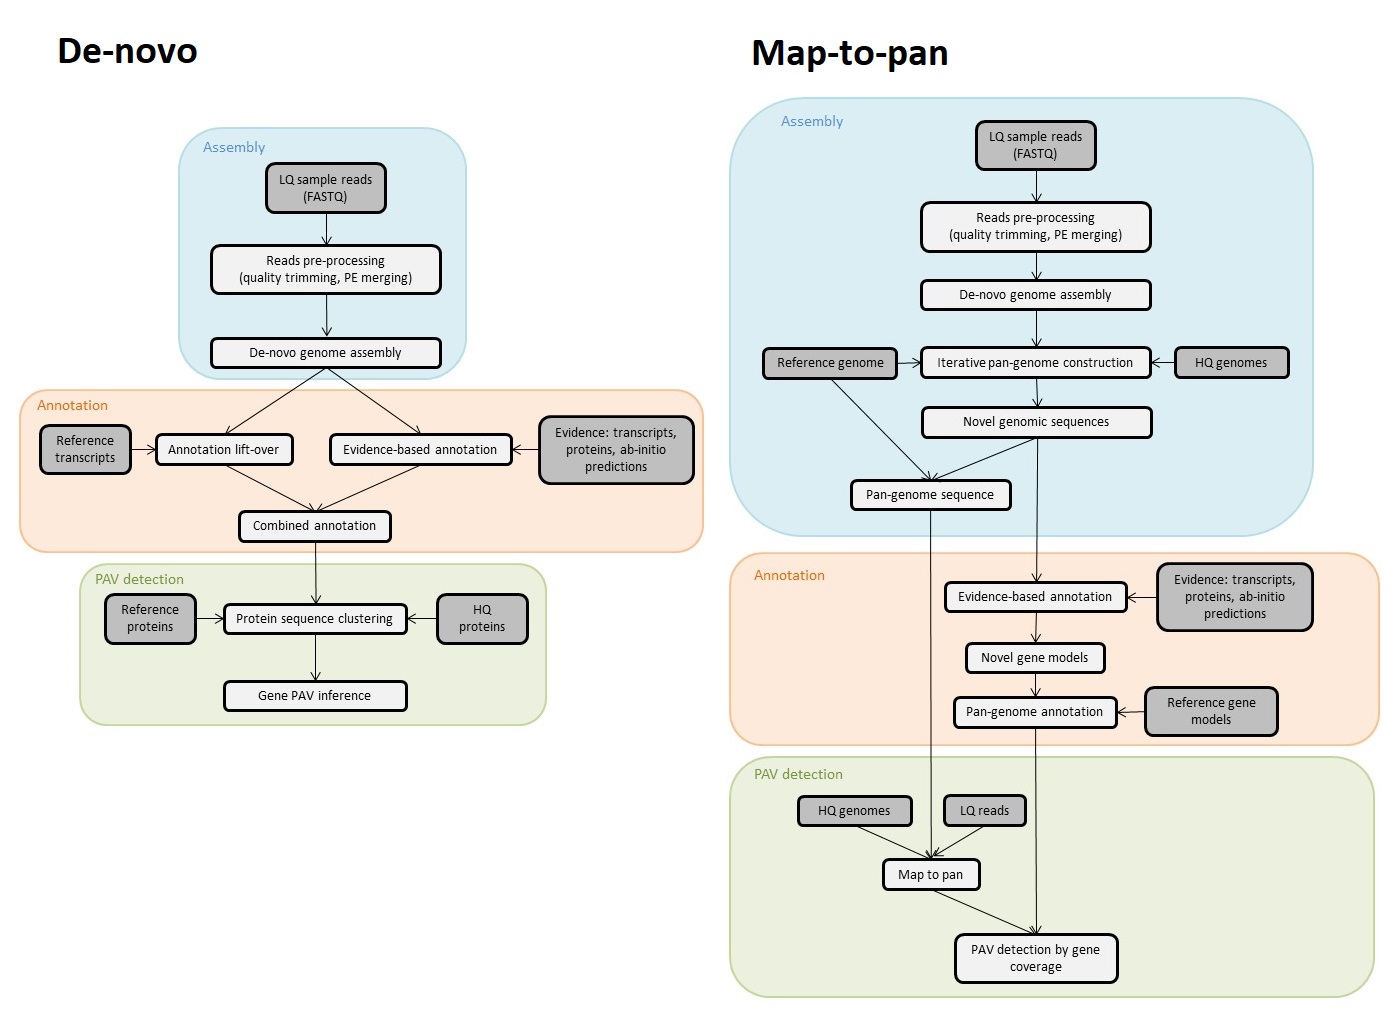 De-novo
Assembly
LQ sample reads
(FASTQ)
Reads pre-processing
(quality trimming, PE merging)
De-novo genome assembly
Annotation
Reference
transcripts
Annotation lift-over
Evidence-based annotation
Evidence: transcripts,
proteins, ab-initio
predictions
Combined annotation
PAV detection
Reference
proteins
Protein sequence clustering
HQ
proteins
Gene PAV inference
Map-to-pan
Assembly
LQ sample reads
(FASTQ)
Reads pre-processing
(quality trimming, PE merging)
De-novo genome assembly
Reference genome
Iterative pan-genome construction
HQ genomes
Novel genomic sequences
Pan-genome sequence
Annotation
Evidence-based annotation
Evidence: transcripts,
proteins, ab-initio
predictions
Novel gene models
Pan-genome annotation
Reference gene
models
PAV detection
HQ genomes
LQ reads
Map to pan
PAV detection by gene
coverage